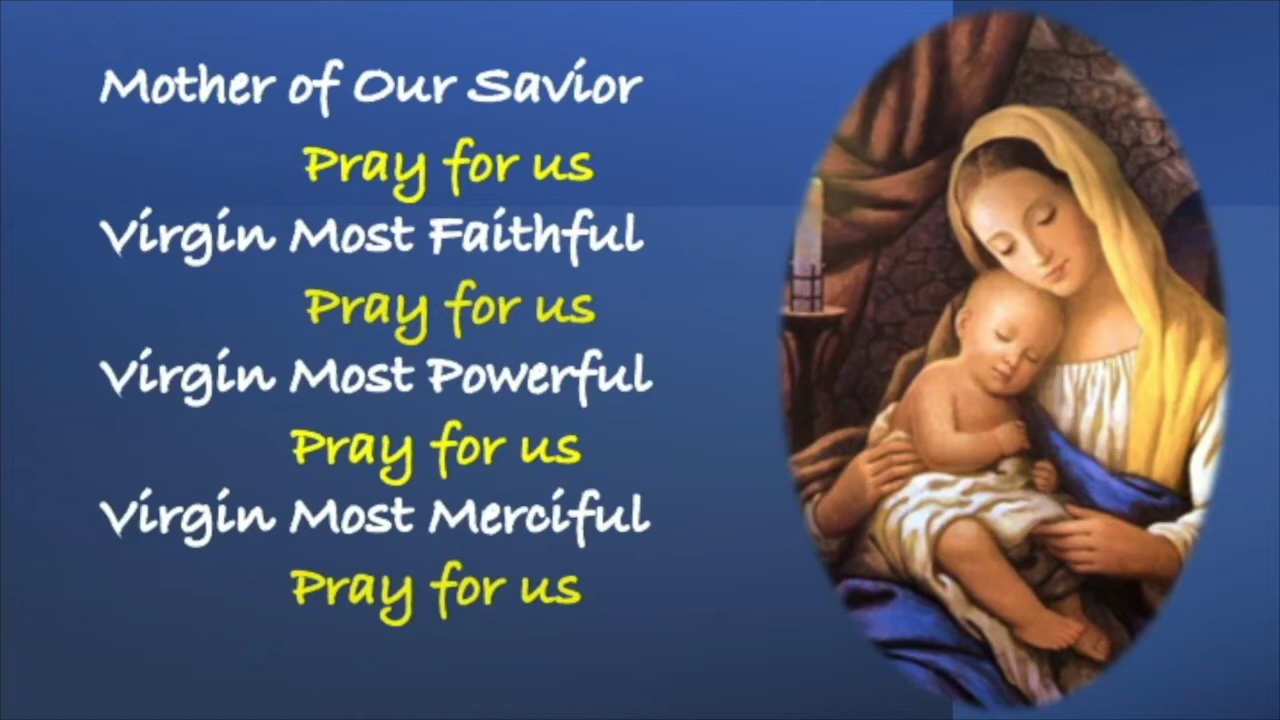 Mother of Our Savior
Pray for us
Virgin Most Faithful
Pray for us
Virgin Most Powerful
Pray for us
Virgin Most Merciful
Pray for us